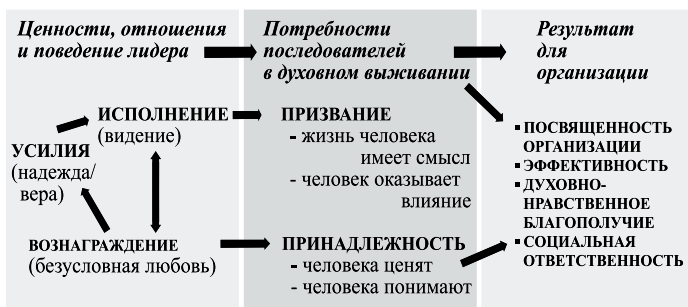 Ценности, отношения
и поведение лидера
Потребности
последователей
в духовном выживании
Результат
для
организации
ИСПОЛНЕНИЕ
(видение)
УСИЛИЯ
(надежда/
вера)
ВОЗНАГРАЖДЕНИЕ
(безусловная любовь)
ПРИЗВАНИЕ
- жизнь человека
имеет смысл
- человек оказывает
влияние
ПРИНАДЛЕЖНОСТЬ
- человека ценят
- человека понимают
▪ ПОСВЯЩЕННОСТЬ
ОРГАНИЗАЦИИ
▪ ЭФФЕКТИВНОСТЬ
▪ ДУХОВНО-
НРАВСТВЕННОЕ
БЛАГОПОЛУЧИЕ
▪ СОЦИАЛЬНАЯ
ОТВЕТСТВЕННОСТЬ